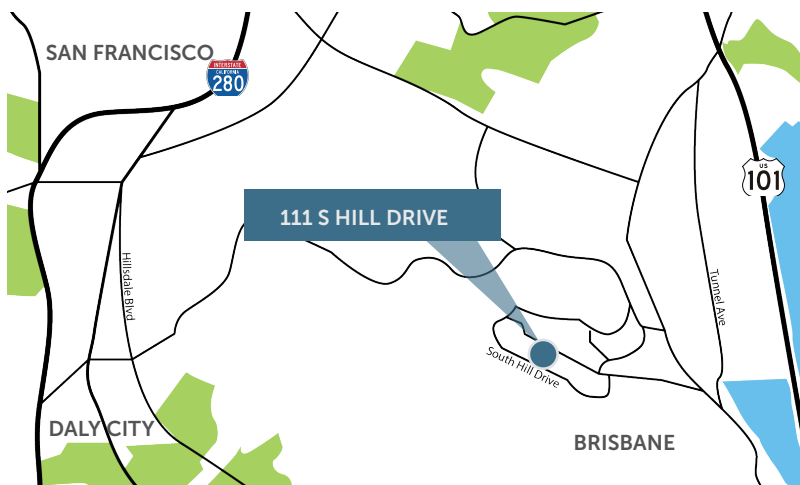 SAN FRANCISCO
INTERSTATE
CALIFORNIA
280
US
101
111 S HILL DRIVE
Hillsdale Blvd
Tunnel Ave
South Hill Drive
DALY CITY
BRISBANE